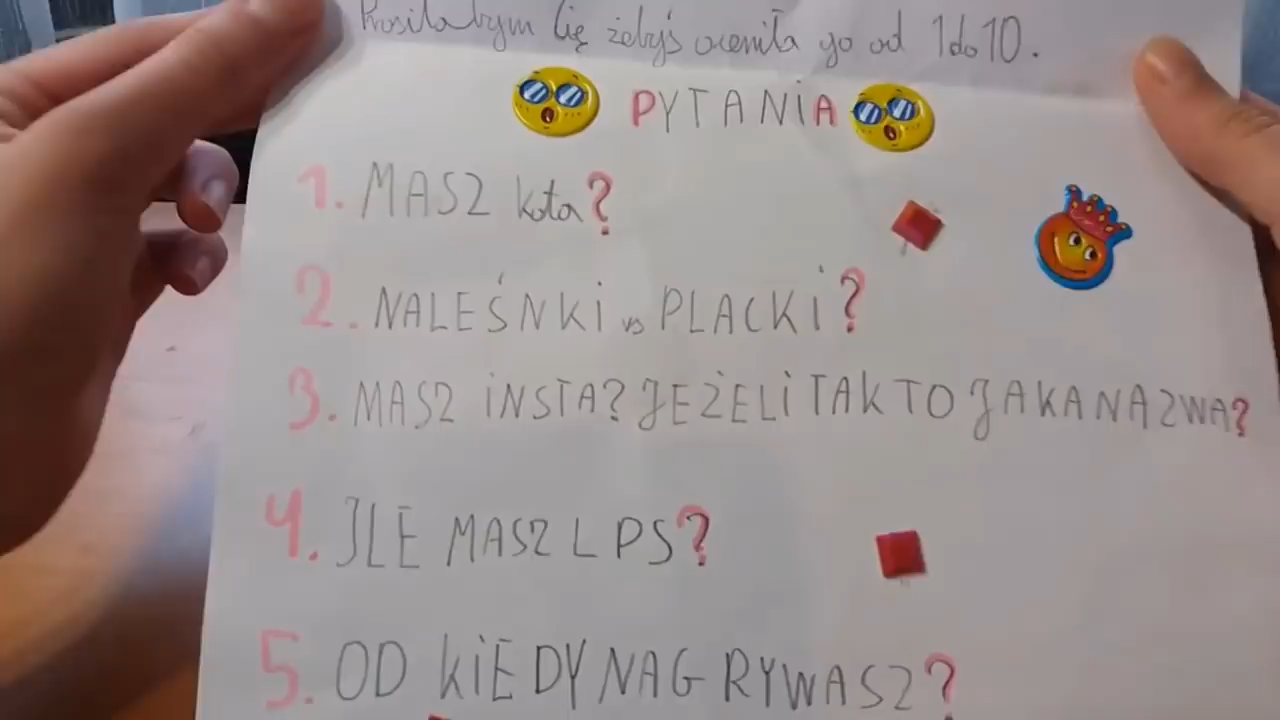 Prosiłabym Cię żebyś oceniła go od 1 do 10.
PYTANiA
1. MASZ kota?
2. NALEŚNKi vs PLACKi?
3. MASZ iNSTA? JEŻELi TAK TO JAKA NAZWA?
4. JLE MASZ LPS?
5. OD KiEDY NAGRYWASZ?